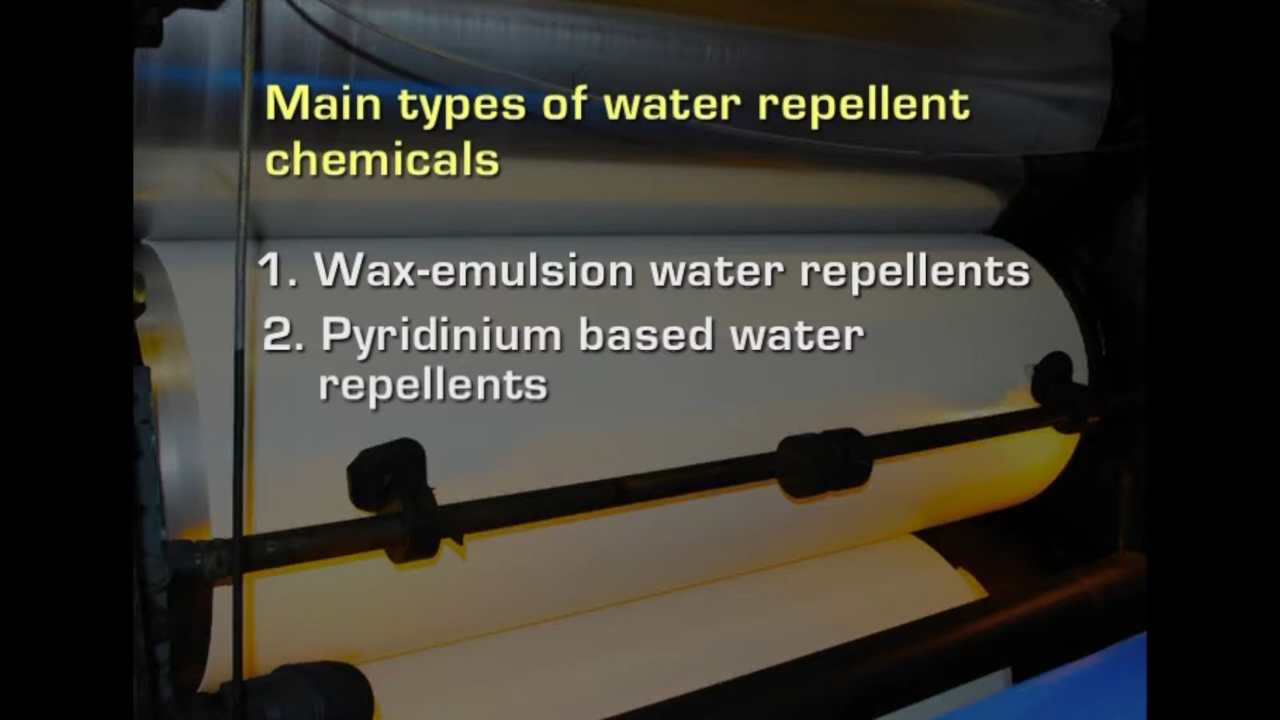 Main types of water repellent
chemicals
1. Wax-emulsion water repellents
2. Pyridinium based water
repellents